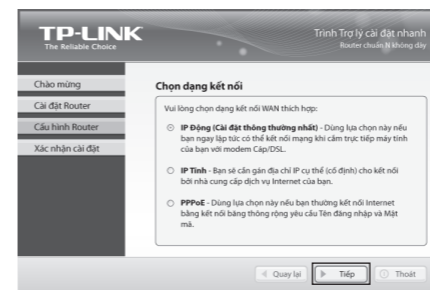 TP-LINK
The Reliable Choice
Trình Trợ lý cài đặt nhanh
Router chuẩn N không dây
Chào mừng
Cài đặt Router
Cấu hình Router
Xác nhận cài đặt
Chọn dạng kết nối
Vui lòng chọn dạng kết nối WAN thích hợp:
IP Động (Cài đặt thông thường nhất) - Dùng lựa chọn này nếu
bạn ngay lập tức có thể kết nối mạng khi cắm trực tiếp máy tính
của bạn với modem Cáp/DSL.
IP Tĩnh - Bạn sẽ cần gán địa chỉ IP cụ thể (cố định) cho kết nối
bởi nhà cung cấp dịch vụ Internet của bạn.
PPPoE - Dùng lựa chọn này nếu bạn thường kết nối Internet
bằng kết nối băng thông rộng yêu cầu Tên đăng nhập và Mật
mã.
Quay lại
Tiếp
Thoát